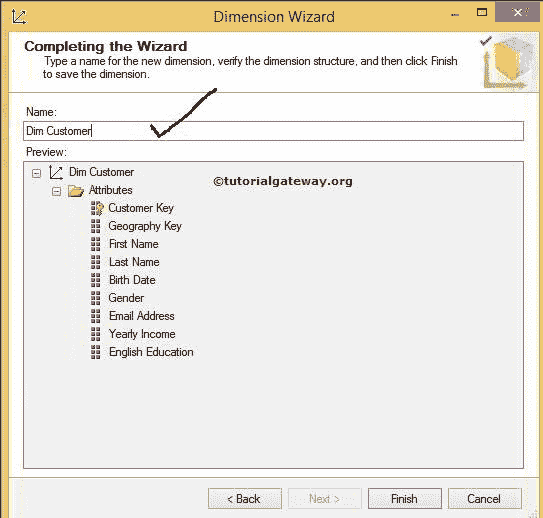 Dimension Wizard
Completing the Wizard
Type a name for the new dimension, verify the dimension structure, and then click Finish
to save the dimension.
Name:
Dim Customer
Preview:
Dim Customer
©tutorialgateway.org
Attributes
Customer Key
Geography Key
First Name
Last Name
Birth Date
Gender
Email Address
Yearly Income
English Education
< Back
Next >
Finish
Cancel